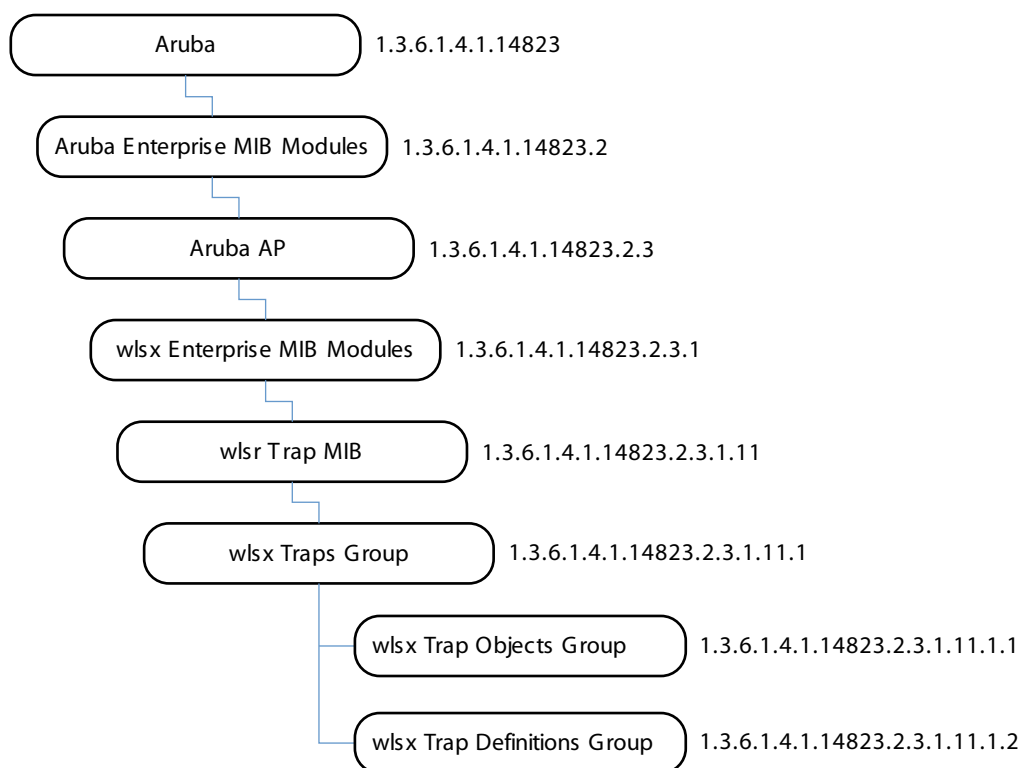 Aruba 1.3.6.1.4.1.14823
Aruba Enterprise MIB Modules 1.3.6.1.4.1.14823.2
Aruba AP 1.3.6.1.4.1.14823.2.3
wlsx Enterprise MIB Modules 1.3.6.1.4.1.14823.2.3.1
wlsr Trap MIB 1.3.6.1.4.1.14823.2.3.1.11
wlsx Traps Group 1.3.6.1.4.1.14823.2.3.1.11.1
wlsx Trap Objects Group 1.3.6.1.4.1.14823.2.3.1.11.1.1
wlsx Trap Definitions Group 1.3.6.1.4.1.14823.2.3.1.11.1.2